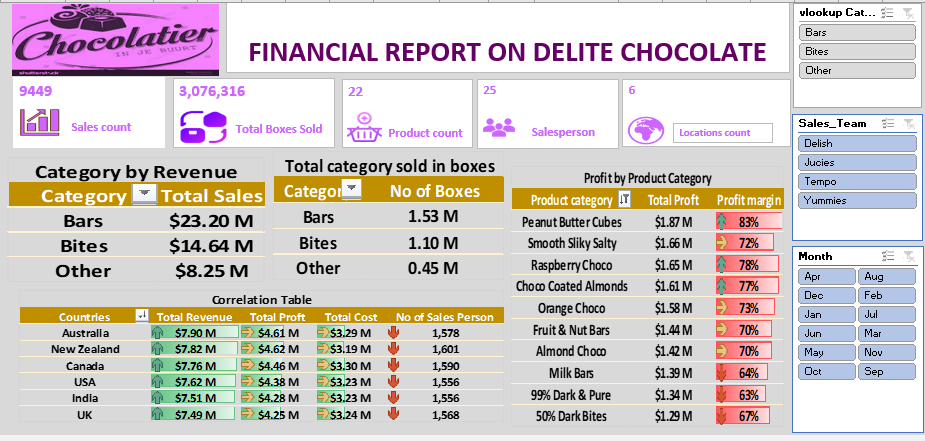 Chocolatier
IN JE BUURT
shutterstock
FINANCIAL REPORT ON DELITE CHOCOLATE
9449
Sales count
3,076,316
Total Boxes Sold
22
Product count
25
Salesperson
6
Locations count
Category by Revenue
Category Total Sales
Bars $23.20 M
Bites $14.64 M
Other $8.25 M
Total category sold in boxes
Categor No of Boxes
Bars 1.53 M
Bites 1.10 M
Other 0.45 M
Correlation Table
Countries Total Revenue Total Proft Total Cost No of Sales Person
Australia $7.90 M $4.61 M $3.29 M 1,578
New Zealand $7.82 M $4.62 M $3.19 M 1,601
Canada $7.76 M $4.46 M $3.30 M 1,590
USA $7.62 M $4.38 M $3.23 M 1,556
India $7.51 M $4.28 M $3.23 M 1,556
UK $7.49 M $4.25 M $3.24 M 1,568
Profit by Product Category
Product category Total Proft Profit margin
Peanut Butter Cubes $1.87 M 83%
Smooth Sliky Salty $1.66 M 72%
Raspberry Choco $1.65 M 78%
Choco Coated Almonds $1.61 M 77%
Orange Choco $1.58 M 73%
Fruit & Nut Bars $1.44 M 70%
Almond Choco $1.42 M 70%
Milk Bars $1.39 M 64%
99% Dark & Pure $1.34 M 63%
50% Dark Bites $1.29 M 67%
vlookup Cat...
Bars
Bites
Other
Sales_Team
Delish
Jucies
Tempo
Yummies
Month
Apr Aug
Dec Feb
Jan Jul
Jun Mar
May Nov
Oct Sep